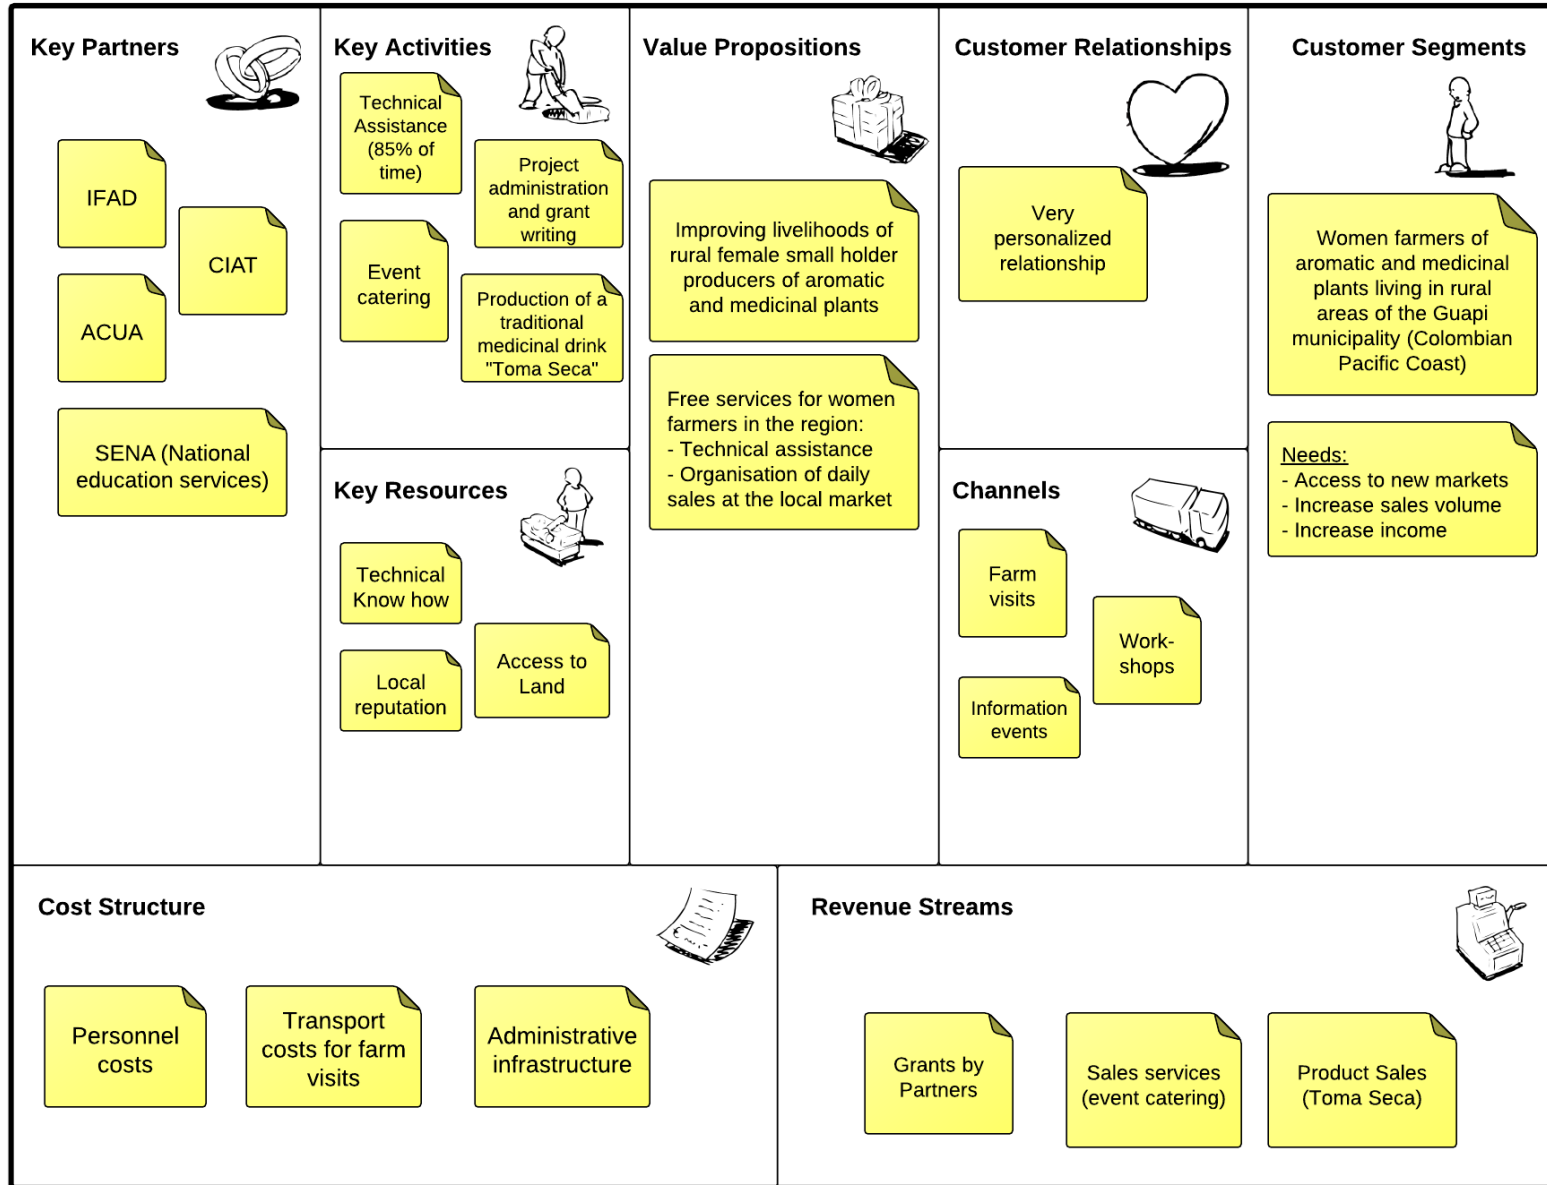 Key Partners
IFAD
CIAT
ACUA
SENA (National
education services)
Key Activities
Technical
Assistance
(85% of
time)
Project
administration
and grant
writing
Event
catering
Production of a
traditional
medicinal drink
"Toma Seca"
Key Resources
Technical
Know how
Access to
Land
Local
reputation
Value Propositions
Improving livelihoods of
rural female small holder
producers of aromatic
and medicinal plants
Free services for women
farmers in the region:
- Technical assistance
- Organisation of daily
sales at the local market
Customer Relationships
Very
personalized
relationship
Channels
Farm
visits
Work-
shops
Information
events
Customer Segments
Women farmers of
aromatic and medicinal
plants living in rural
areas of the Guapi
municipality (Colombian
Pacific Coast)
Needs:
- Access to new markets
- Increase sales volume
- Increase income
Cost Structure
Personnel
costs
Transport
costs for farm
visits
Administrative
infrastructure
Revenue Streams
Grants by
Partners
Sales services
(event catering)
Product Sales
(Toma Seca)